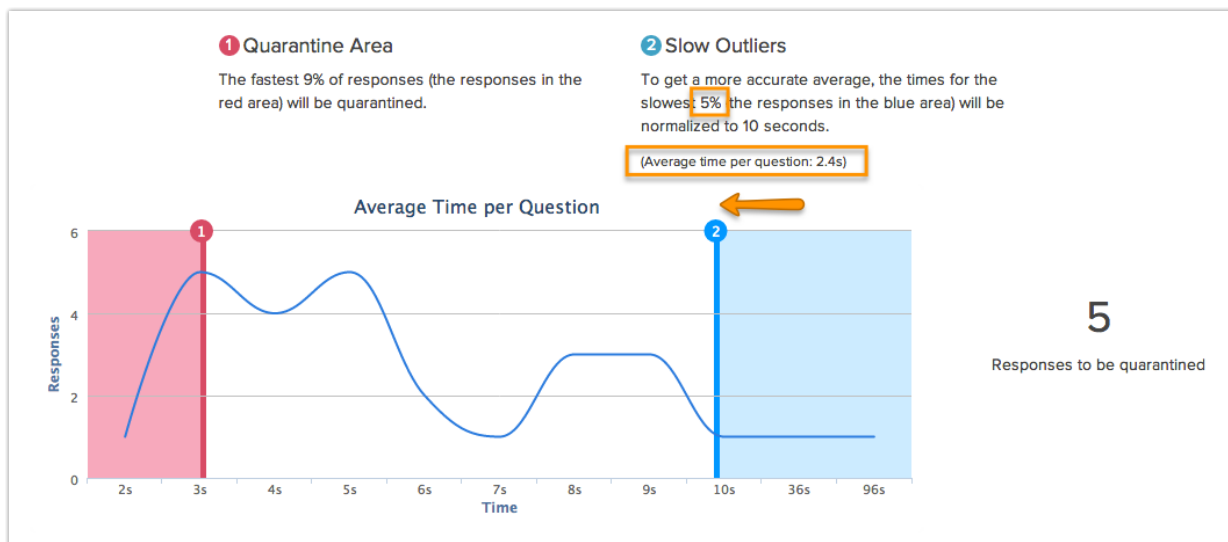 1 Quarantine Area
The fastest 9% of responses (the responses in the
red area) will be quarantined.
2 Slow Outliers
To get a more accurate average, the times for the
slowest 5% (the responses in the blue area) will be
normalized to 10 seconds.
(Average time per question: 2.4s)
Average Time per Question
1
2
6
4
2
0
Responses
2s 3s 4s 5s 6s 7s 8s 9s 10s 36s 96s
Time
5
Responses to be quarantined